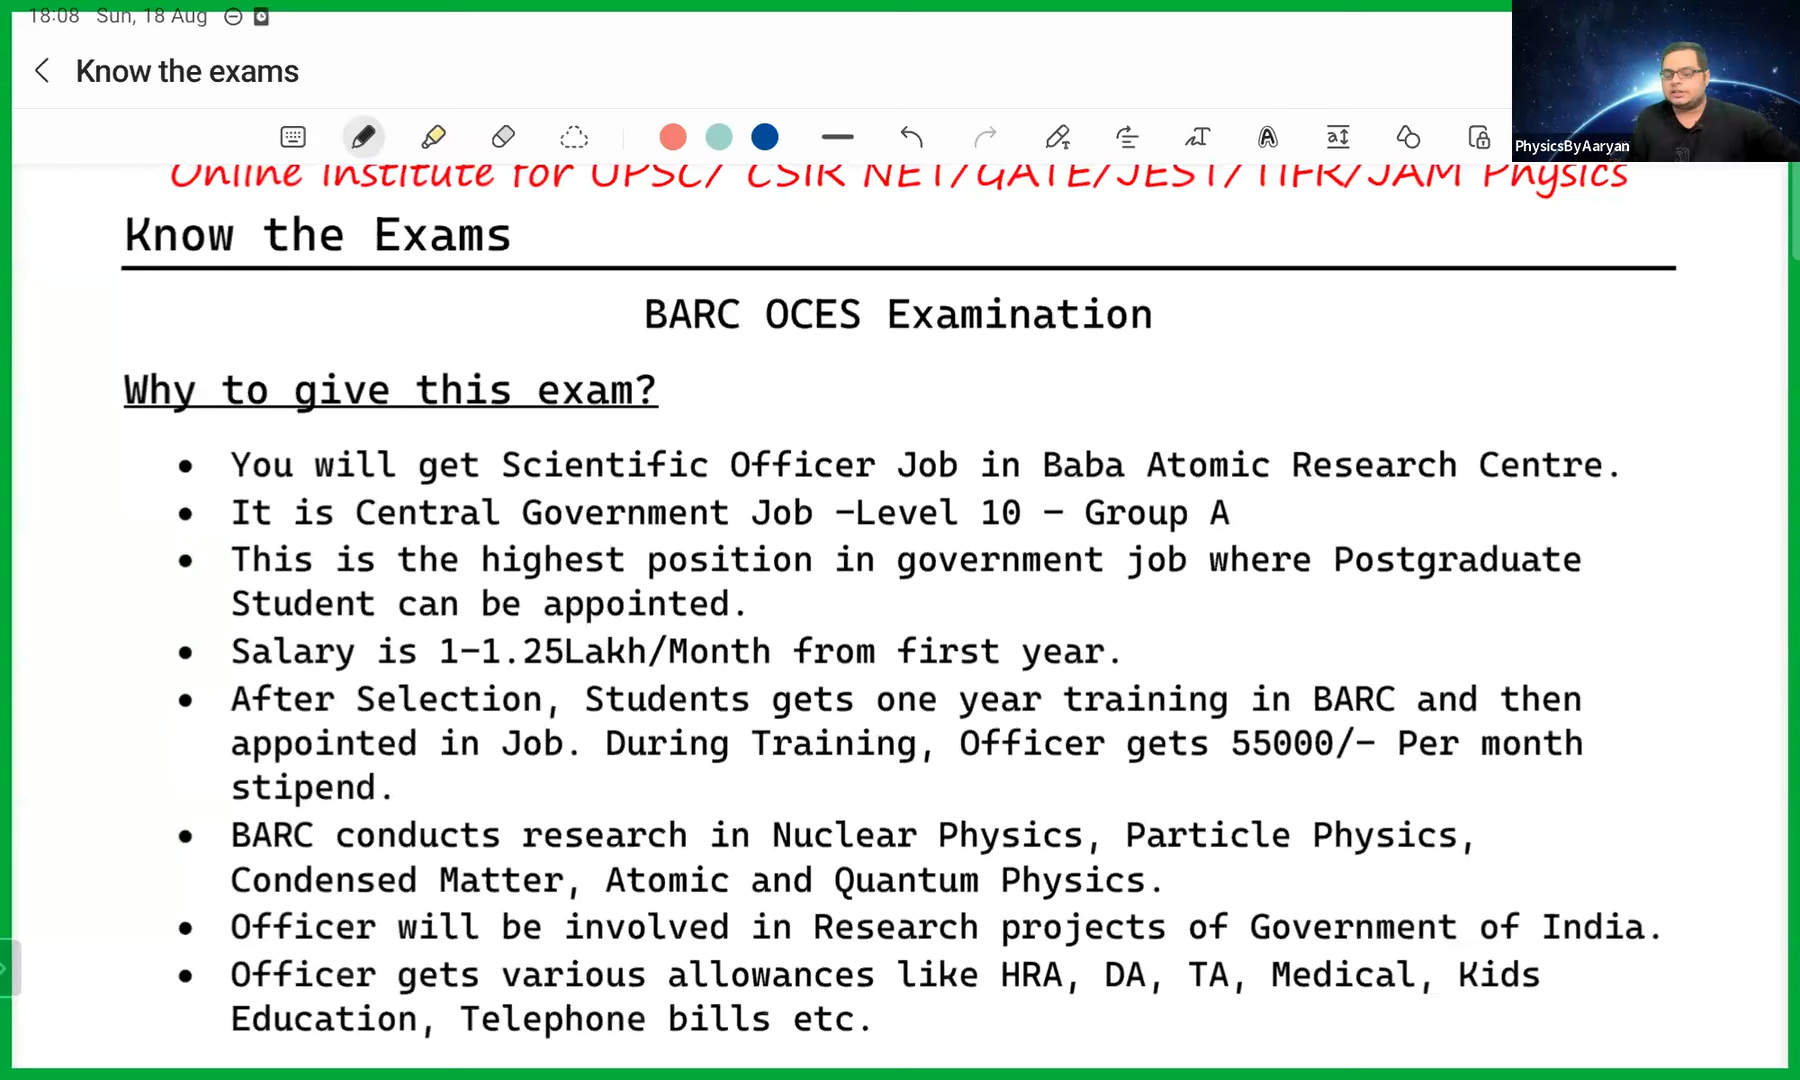 18:08 Sun, 18 Aug
Know the exams
PhysicsByAaryan
Online Institute for UPSC/ CSIR NET/GATE/JEST/TIFR/JAM Physics
Know the Exams
BARC OCES Examination
Why to give this exam?
• You will get Scientific Officer Job in Baba Atomic Research Centre.
• It is Central Government Job –Level 10 – Group A
• This is the highest position in government job where Postgraduate
Student can be appointed.
• Salary is 1–1.25Lakh/Month from first year.
• After Selection, Students gets one year training in BARC and then
appointed in Job. During Training, Officer gets 55000/– Per month
stipend.
• BARC conducts research in Nuclear Physics, Particle Physics,
Condensed Matter, Atomic and Quantum Physics.
• Officer will be involved in Research projects of Government of India.
• Officer gets various allowances like HRA, DA, TA, Medical, Kids
Education, Telephone bills etc.